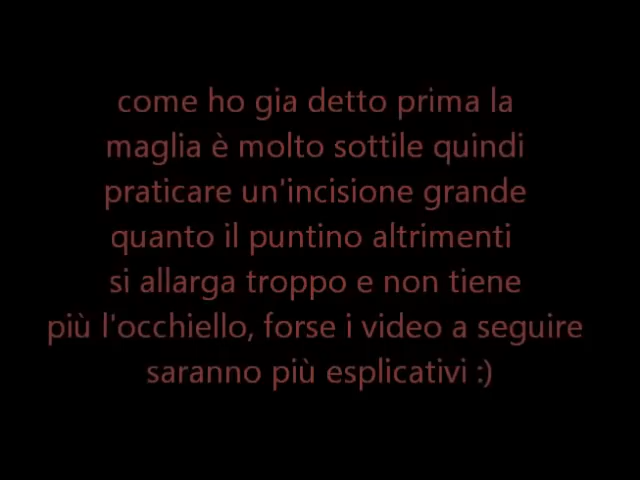 come ho gia detto prima la
maglia è molto sottile quindi
praticare un'incisione grande
quanto il puntino altrimenti
si allarga troppo e non tiene
più l'occhiello, forse i video a seguire
saranno più esplicativi :)